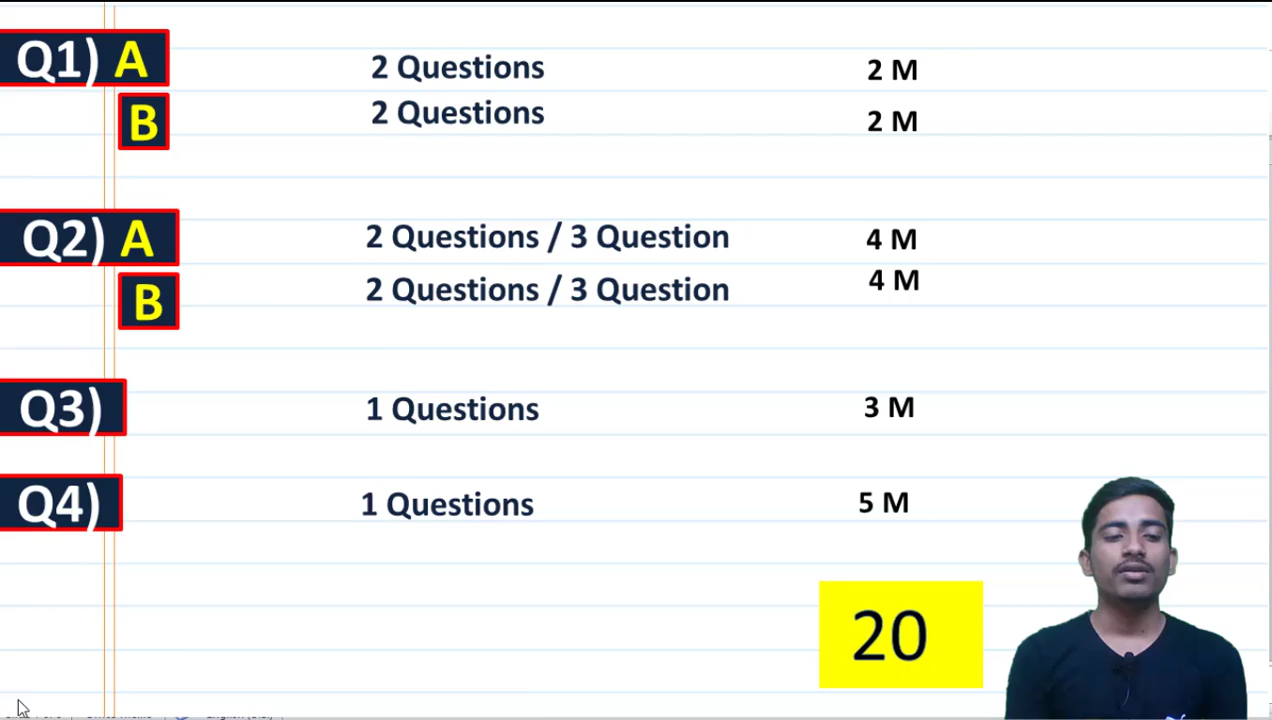 Q1) A 2 Questions 2 M
B 2 Questions 2 M
Q2) A 2 Questions / 3 Question 4 M
B 2 Questions / 3 Question 4 M
Q3) 1 Questions 3 M
Q4) 1 Questions 5 M
20